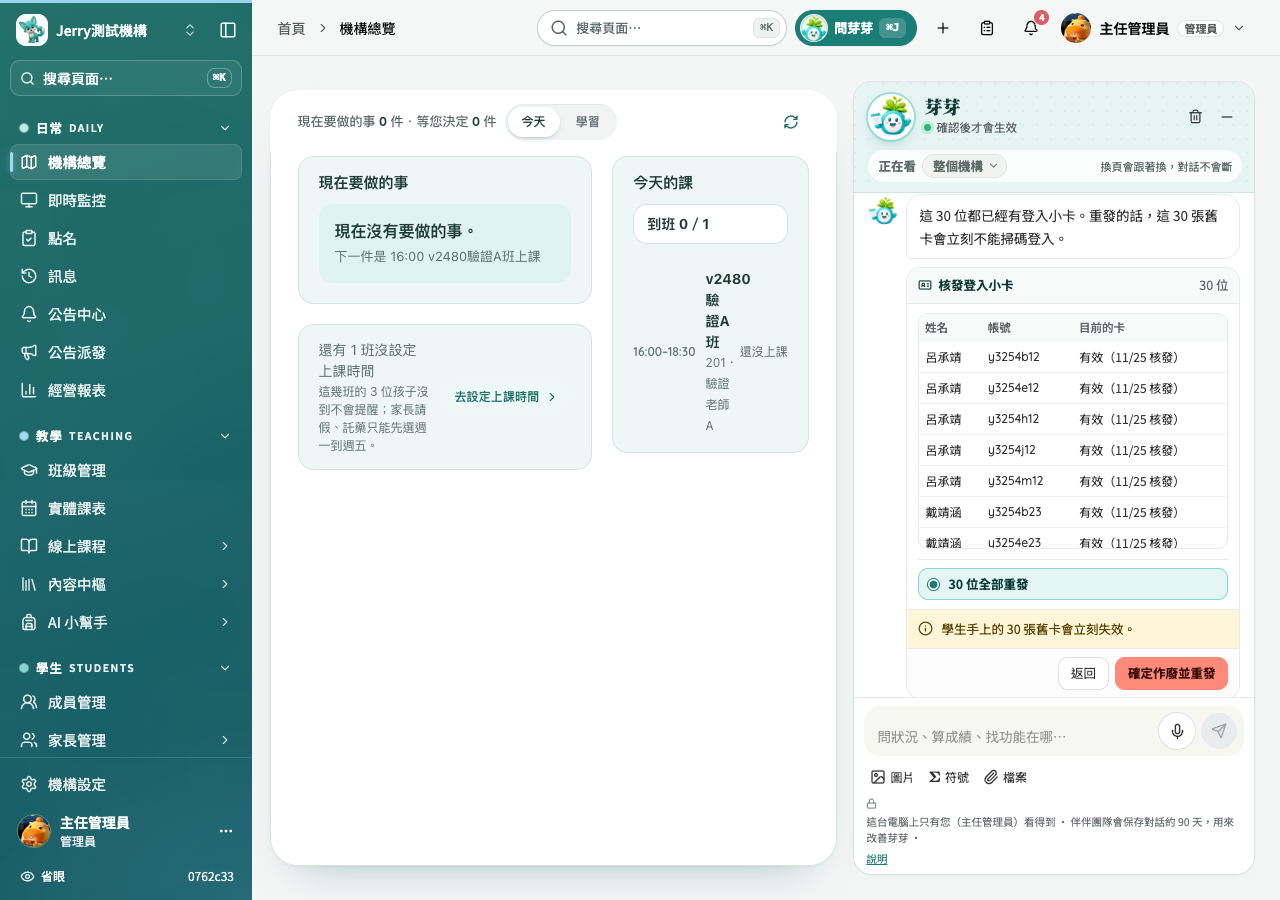 Jerry測試機構
搜尋頁面… ⌘K
日常 DAILY
機構總覽
即時監控
點名
訊息
公告中心
公告派發
經營報表
教學 TEACHING
班級管理
實體課表
線上課程
內容中樞
AI 小幫手
學生 STUDENTS
成員管理
家長管理
機構設定
主任管理員
管理員
省眼 0762c33
首頁 機構總覽
搜尋頁面… ⌘K
問芽芽 ⌘J
4
主任管理員 管理員
現在要做的事 0 件 · 等您決定 0 件
今天 學習
現在要做的事
現在沒有要做的事。
下一件是 16:00 v2480驗證A班上課
還有 1 班沒設定
上課時間
這幾班的 3 位孩子沒
到不會提醒；家長請
假、託藥只能先選週
一到週五。
去設定上課時間
今天的課
到班 0 / 1
16:00–18:30
v2480
驗
證A
班
201 ·
驗證
老師
A
還沒上課
芽芽
確認後才會生效
正在看 整個機構 換頁會跟著換，對話不會斷
這 30 位都已經有登入小卡。重發的話，這 30 張舊
卡會立刻不能掃碼登入。
核發登入小卡 30 位
姓名 帳號 目前的卡
呂承靖 y3254b12 有效（11/25 核發）
呂承靖 y3254e12 有效（11/25 核發）
呂承靖 y3254h12 有效（11/25 核發）
呂承靖 y3254j12 有效（11/25 核發）
呂承靖 y3254m12 有效（11/25 核發）
戴靖涵 y3254b23 有效（11/25 核發）
戴靖涵 y3254e23 有效（11/25 核發）
30 位全部重發
學生手上的 30 張舊卡會立刻失效。
返回 確定作廢並重發
問狀況、算成績、找功能在哪…
圖片 符號 檔案
這台電腦上只有您（主任管理員）看得到 · 伴伴團隊會保存對話約 90 天，用來
改善芽芽 ·
說明